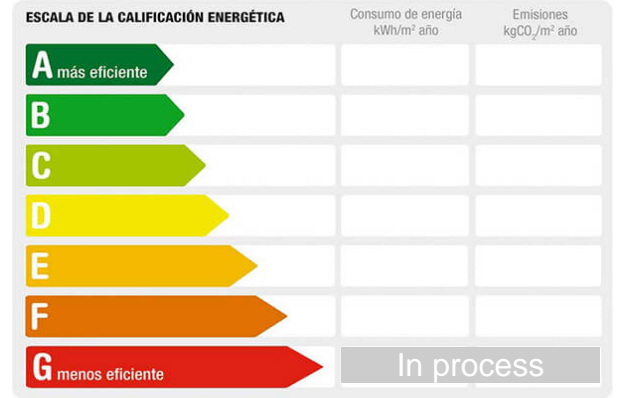 ESCALA DE LA CALIFICACIÓN ENERGÉTICA
Consumo de energía
kWh/m² año
Emisiones
kgCO₂/m² año
A más eficiente
B
C
D
E
F
G menos eficiente
In process